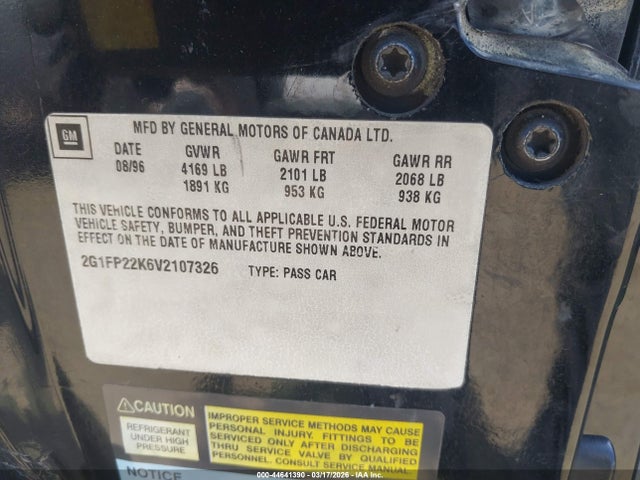 GM
MFD BY GENERAL MOTORS OF CANADA LTD.
DATE GVWR GAWR FRT GAWR RR
08/96 4169 LB 2101 LB 2068 LB
1891 KG 953 KG 938 KG
THIS VEHICLE CONFORMS TO ALL APPLICABLE U.S. FEDERAL MOTOR
VEHICLE SAFETY, BUMPER, AND THEFT PREVENTION STANDARDS IN
EFFECT ON THE DATE OF MANUFACTURE SHOWN ABOVE.
2G1FP22K6V2107326 TYPE: PASS CAR
CAUTION
REFRIGERANT
UNDER HIGH
PRESSURE
IMPROPER SERVICE METHODS MAY CAUSE
PERSONAL INJURY. FITTINGS TO BE
SERVICED ONLY AFTER DISCHARGING
THRU SERVICE VALVE BY QUALIFIED
PERSONNEL. CONSULT SERVICE MANUAL.
NOTICE
00-44641390 - 03/17/2026 - IAAI.COM